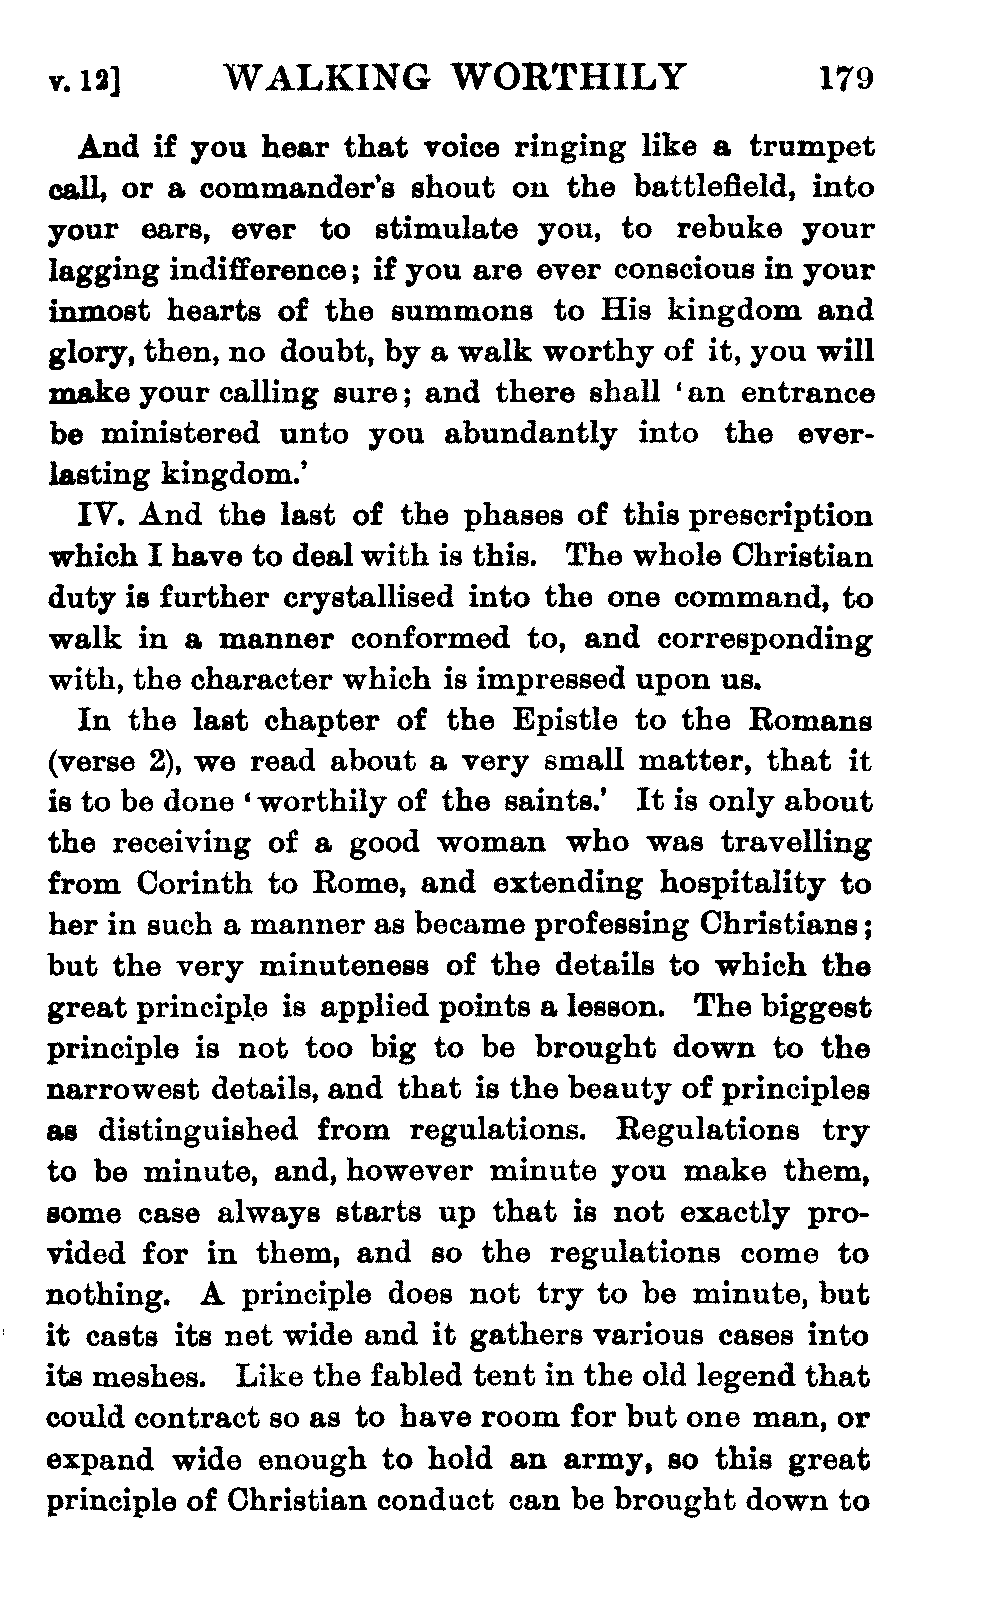 v. 12] WALKING WORTHILY 179
And if you hear that voice ringing like a trumpet
call, or a commander's shout on the battlefield, into
your ears, ever to stimulate you, to rebuke your
lagging indifference; if you are ever conscious in your
inmost hearts of the summons to His kingdom and
glory, then, no doubt, by a walk worthy of it, you will
make your calling sure; and there shall 'an entrance
be ministered unto you abundantly into the ever-
lasting kingdom.'
IV. And the last of the phases of this prescription
which I have to deal with is this. The whole Christian
duty is further crystallised into the one command, to
walk in a manner conformed to, and corresponding
with, the character which is impressed upon us.
In the last chapter of the Epistle to the Romans
(verse 2), we read about a very small matter, that it
is to be done 'worthily of the saints.' It is only about
the receiving of a good woman who was travelling
from Corinth to Rome, and extending hospitality to
her in such a manner as became professing Christians;
but the very minuteness of the details to which the
great principle is applied points a lesson. The biggest
principle is not too big to be brought down to the
narrowest details, and that is the beauty of principles
as distinguished from regulations. Regulations try
to be minute, and, however minute you make them,
some case always starts up that is not exactly pro-
vided for in them, and so the regulations come to
nothing. A principle does not try to be minute, but
it casts its net wide and it gathers various cases into
its meshes. Like the fabled tent in the old legend that
could contract so as to have room for but one man, or
expand wide enough to hold an army, so this great
principle of Christian conduct can be brought down to